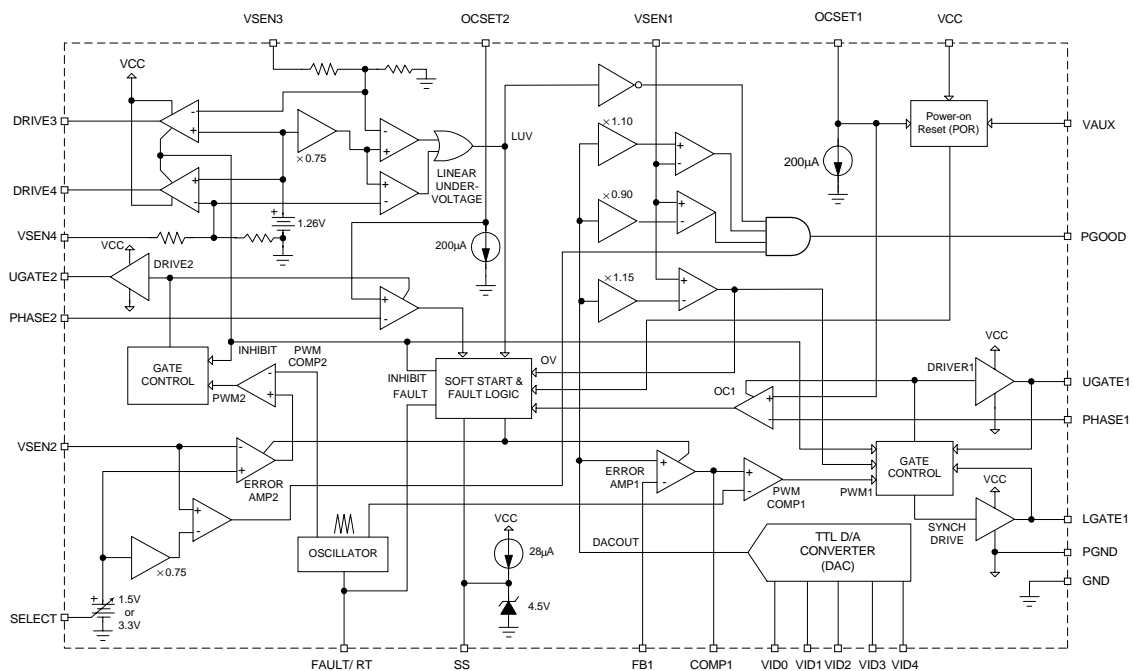 VSEN3
OCSET2
VSEN1
OCSET1
VCC
VCC
DRIVE3
×0.75
LUV
LINEAR
UNDER-
VOLTAGE
×1.10
200µA
Power-on
Reset (POR)
VAUX
DRIVE4
1.26V
×0.90
VSEN4
200µA
PGOOD
VCC
DRIVE2
UGATE2
×1.15
PHASE2
INHIBIT
PWM
COMP2
GATE
CONTROL
PWM2
INHIBIT
FAULT
SOFT START &
FAULT LOGIC
OV
OC1
VCC
DRIVER1
UGATE1
PHASE1
VSEN2
ERROR
AMP2
ERROR
AMP1
PWM
COMP1
PWM1
GATE
CONTROL
VCC
SYNCH
DRIVE
LGATE1
PGND
GND
OSCILLATOR
VCC
28µA
4.5V
DACOUT
TTL D/A
CONVERTER
(DAC)
×0.75
SELECT
1.5V
or
3.3V
FAULT/ RT
SS
FB1
COMP1
VID0
VID1
VID2
VID3
VID4